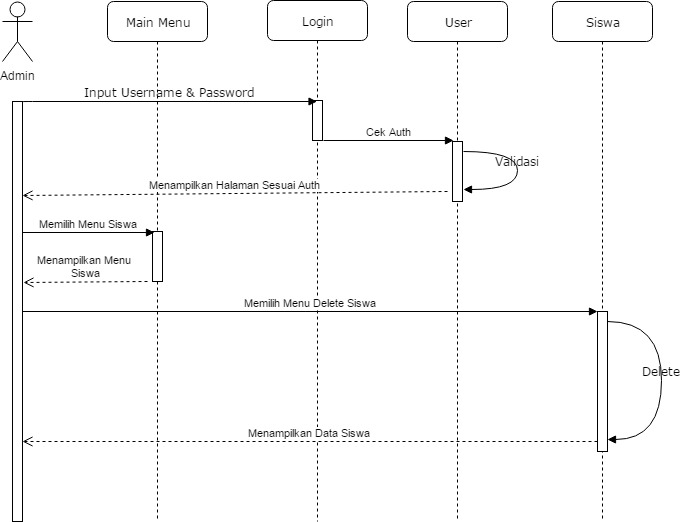 Main Menu
Login
User
Siswa
Admin
Input Username & Password
Cek Auth
Validasi
Menampilkan Halaman Sesuai Auth
Memilih Menu Siswa
Menampilkan Menu
Siswa
Memilih Menu Delete Siswa
Delete
Menampilkan Data Siswa